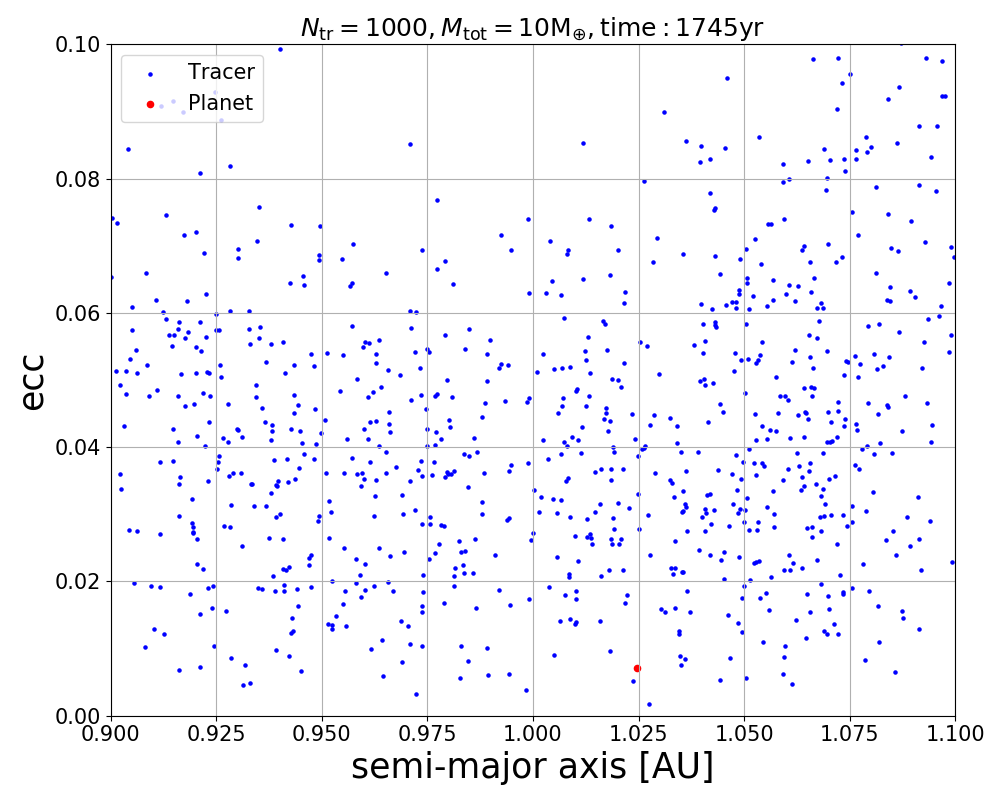 N_tr = 1000, M_tot = 10M_⊕, time : 1745yr
Tracer
Planet
ecc
0.10
0.08
0.06
0.04
0.02
0.00
0.900 0.925 0.950 0.975 1.000 1.025 1.050 1.075 1.100
semi-major axis [AU]